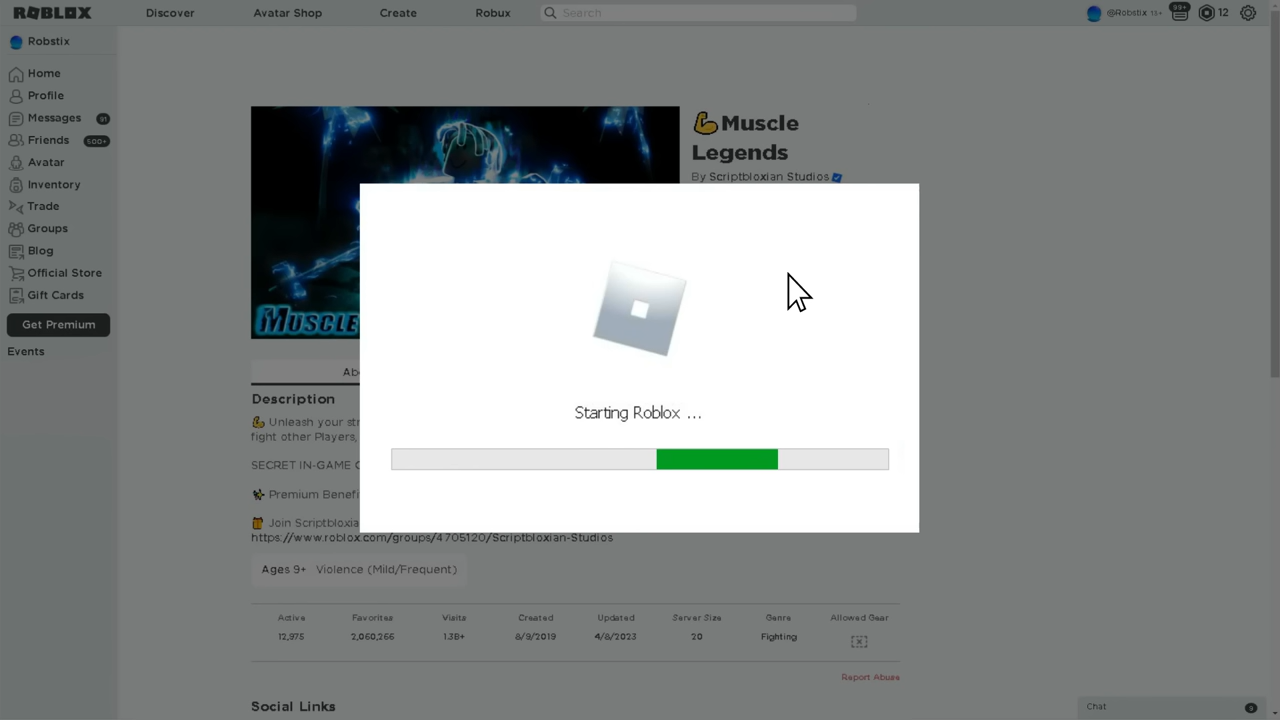 ROBLOX
Discover
Avatar Shop
Create
Robux
Search
@Robstix 13+
99+
12
Robstix
Home
Profile
Messages
91
Friends
500+
Avatar
Inventory
Trade
Groups
Blog
Official Store
Gift Cards
Get Premium
Events
💪Muscle
Legends
By Scriptbloxian Studios
MUSCLE
Starting Roblox ...
Description
💪 Unleash your
fight other Players,
SECRET IN-GAME
Premium
Join
https://www.roblox.com/groups/4705120/Scriptbloxian-Studios
Ages 9+ Violence (Mild/Frequent)
Active Favorites Visits Created Updated Server Size Genre Allowed Gear
12,975 2,060,266 1.3B+ 8/9/2019 4/8/2023 20 Fighting
Report Abuse
Social Links
Chat